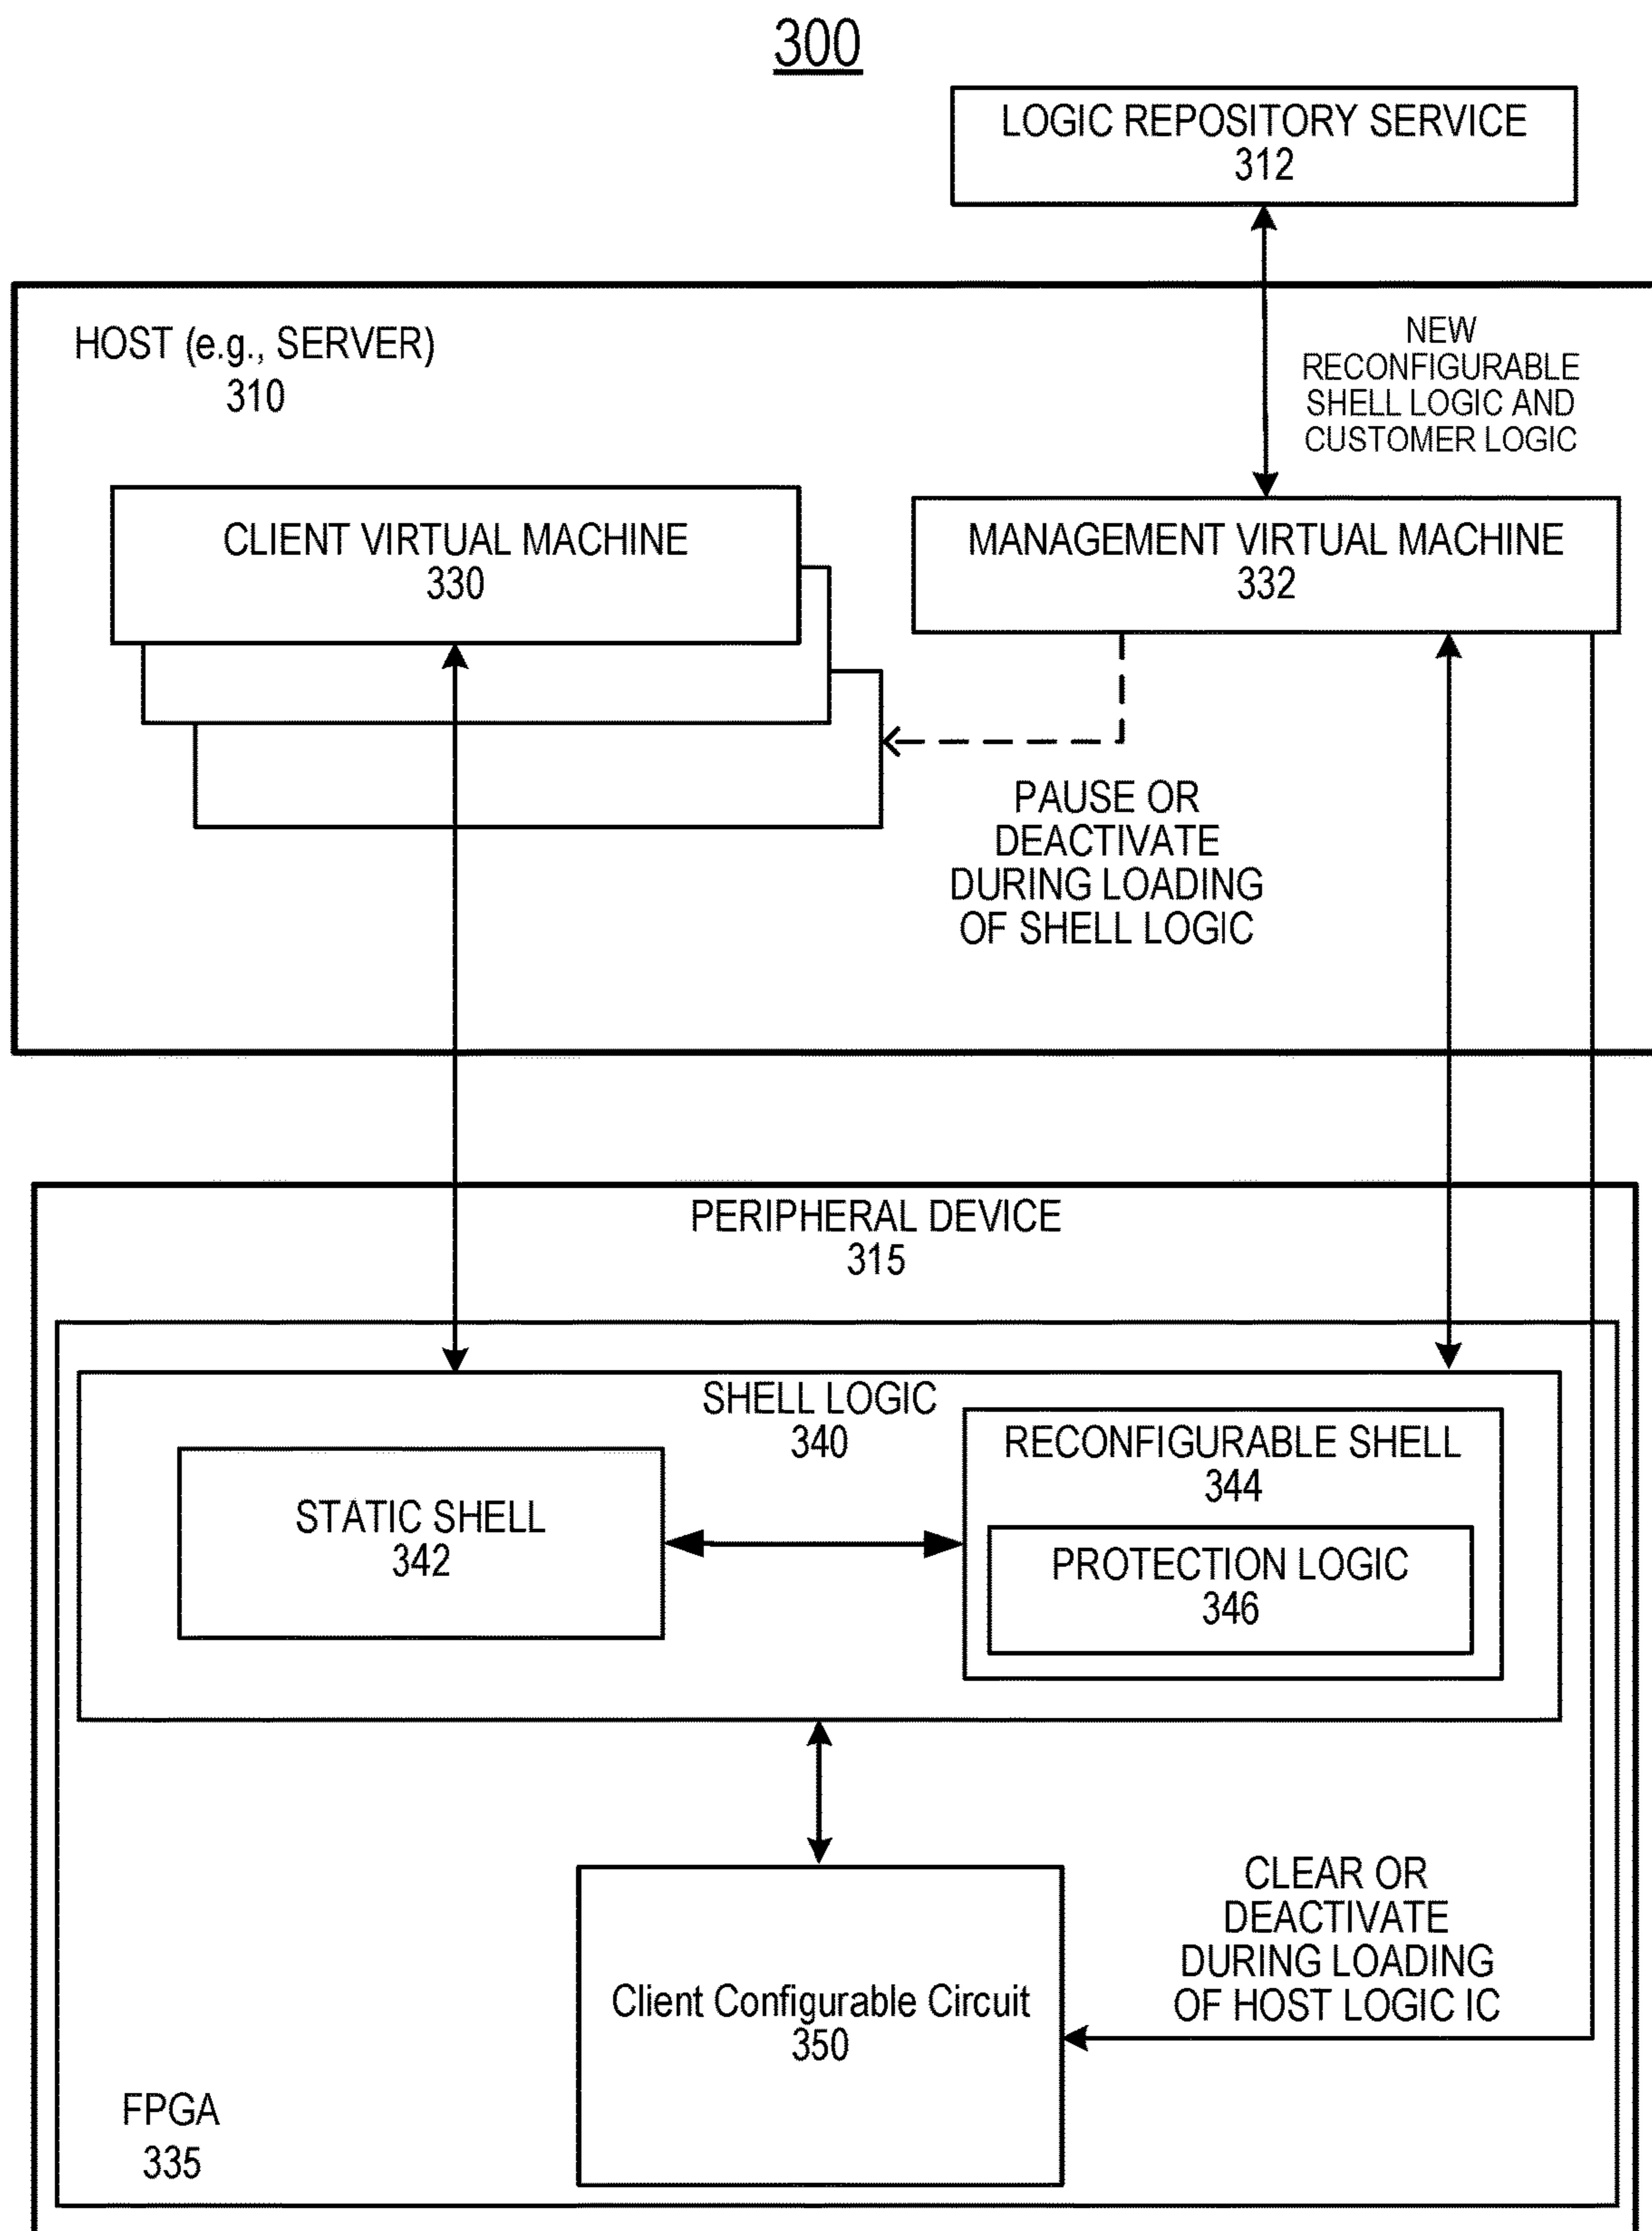 300
LOGIC REPOSITORY SERVICE
312
HOST (e.g., SERVER)
310
NEW
RECONFIGURABLE
SHELL LOGIC AND
CUSTOMER LOGIC
CLIENT VIRTUAL MACHINE
330
MANAGEMENT VIRTUAL MACHINE
332
PAUSE OR
DEACTIVATE
DURING LOADING
OF SHELL LOGIC
PERIPHERAL DEVICE
315
SHELL LOGIC
340
STATIC SHELL
342
RECONFIGURABLE SHELL
344
PROTECTION LOGIC
346
Client Configurable Circuit
350
CLEAR OR
DEACTIVATE
DURING LOADING
OF HOST LOGIC IC
FPGA
335